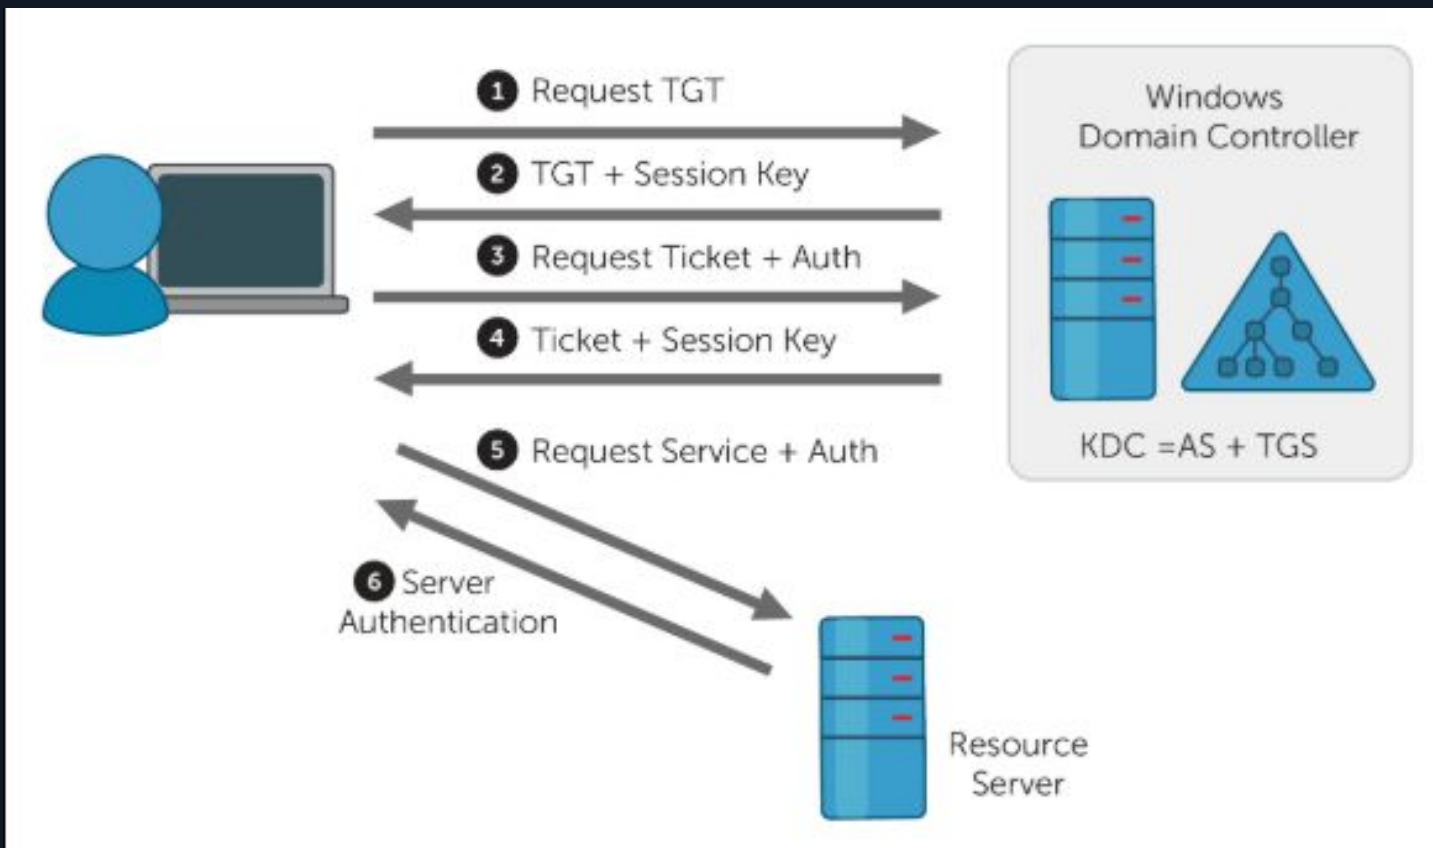 1 Request TGT
2 TGT + Session Key
3 Request Ticket + Auth
4 Ticket + Session Key
5 Request Service + Auth
6 Server
Authentication
Windows
Domain Controller
KDC =AS + TGS
Resource
Server